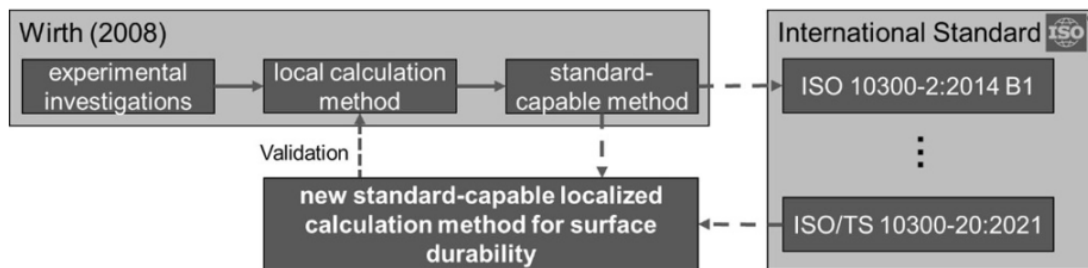 Wirth (2008)
experimental
investigations
local calculation
method
standard-
capable method
International Standard
ISO
ISO 10300-2:2014 B1
⋮
ISO/TS 10300-20:2021
Validation
new standard-capable localized
calculation method for surface
durability